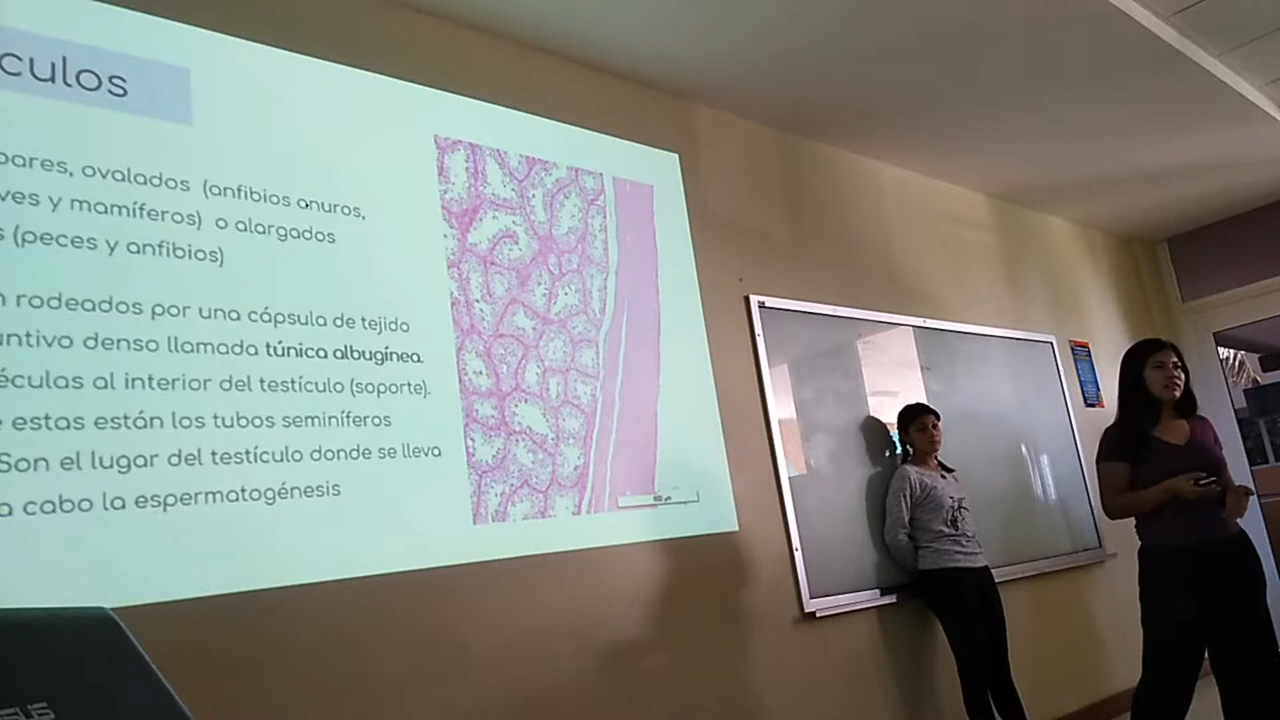 culos
pares, ovalados (anfibios anuros,
ves y mamíferos) o alargados
s (peces y anfibios)
n rodeados por una cápsula de tejido
untivo denso llamada túnica albugínea.
éculas al interior del testículo (soporte).
e estas están los tubos seminíferos
Son el lugar del testículo donde se lleva
a cabo la espermatogénesis